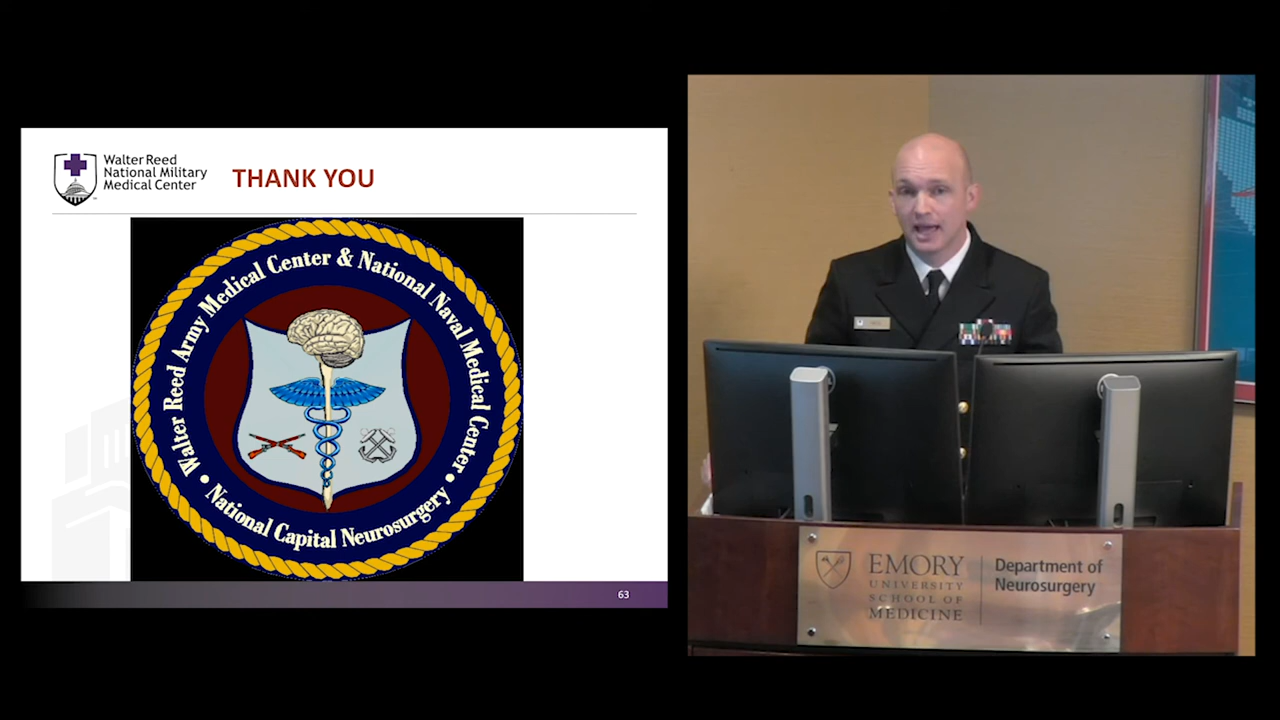 Walter Reed
National Military
Medical Center
THANK YOU
Walter Reed Army Medical Center & National Naval Medical Center
National Capital Neurosurgery
63
EMORY
UNIVERSITY
SCHOOL OF
MEDICINE
Department of
Neurosurgery